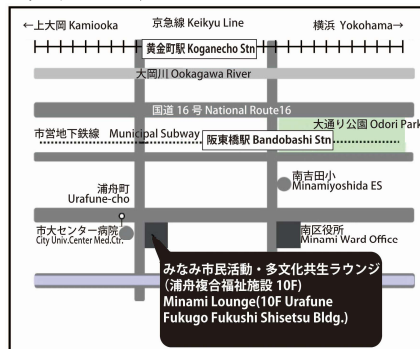 ←上大岡 Kamiooka
京急線 Keikyu Line
横浜 Yokohama→
黄金町駅 Koganecho Stn
大岡川 Ookagawa River
国道 16 号 National Route16
大通り公園 Odori Park
市営地下鉄線 Municipal Subway
阪東橋駅 Bandobashi Stn
南吉田小
Minamiyoshida ES
浦舟町
Urafune-cho
市大センター病院
City Univ.Center Med.Ctr.
南区役所
Minami Ward Office
みなみ市民活動・多文化共生ラウンジ
（浦舟複合福祉施設 10F）
Minami Lounge(10F Urafune
Fukugo Fukushi Shisetsu Bldg.)